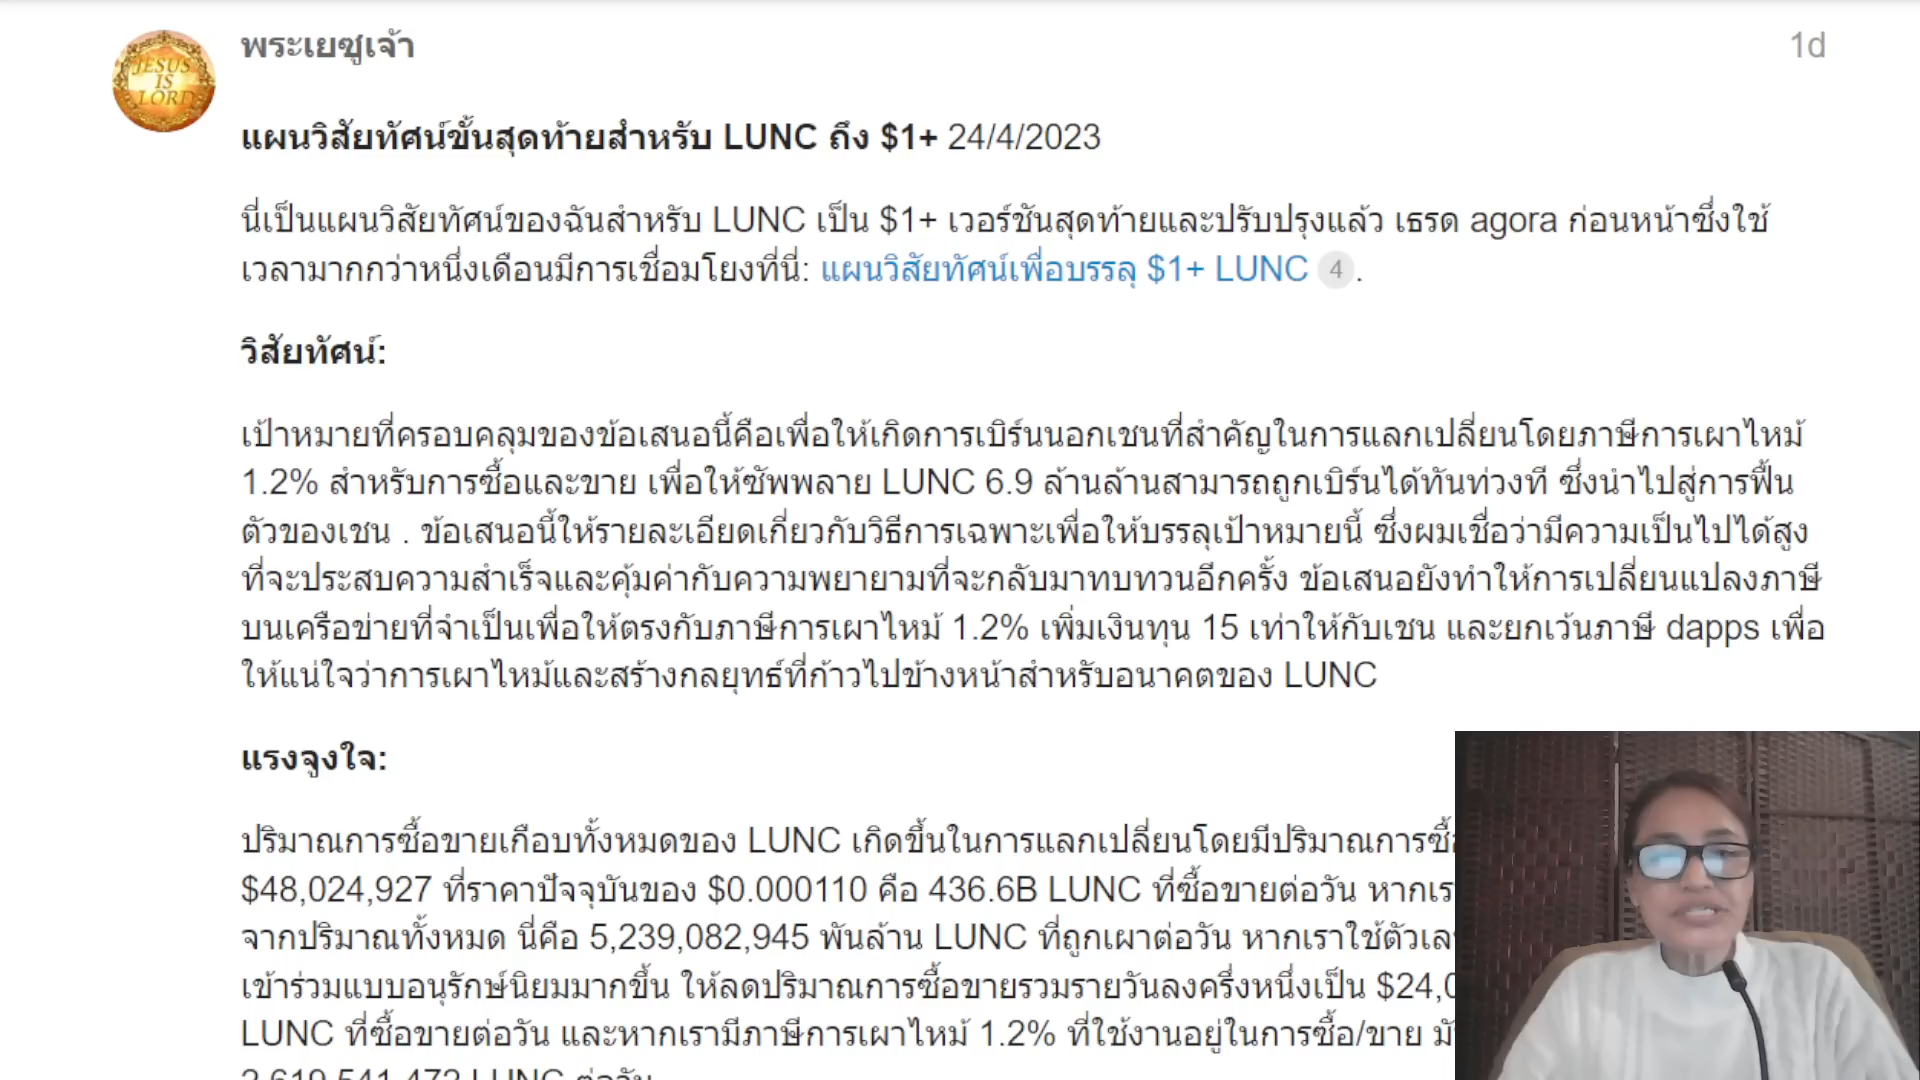 พระเยซูเจ้า
1d
JESUS
IS
LORD
แผนวิสัยทัศน์ขั้นสุดท้ายสำหรับ LUNC ถึง $1+ 24/4/2023
นี่เป็นแผนวิสัยทัศน์ของฉันสำหรับ LUNC เป็น $1+ เวอร์ชันสุดท้ายและปรับปรุงแล้ว เธรด agora ก่อนหน้าซึ่งใช้
เวลามากกว่าหนึ่งเดือนมีการเชื่อมโยงที่นี่: แผนวิสัยทัศน์เพื่อบรรลุ $1+ LUNC 4 .
วิสัยทัศน์:
เป้าหมายที่ครอบคลุมของข้อเสนอนี้คือเพื่อให้เกิดการเบิร์นนอกเชนที่สำคัญในการแลกเปลี่ยนโดยภาษีการเผาไหม้
1.2% สำหรับการซื้อและขาย เพื่อให้ซัพพลาย LUNC 6.9 ล้านล้านสามารถถูกเบิร์นได้ทันท่วงที ซึ่งนำไปสู่การฟื้น
ตัวของเชน . ข้อเสนอนี้ให้รายละเอียดเกี่ยวกับวิธีการเฉพาะเพื่อให้บรรลุเป้าหมายนี้ ซึ่งผมเชื่อว่ามีความเป็นไปได้สูง
ที่จะประสบความสำเร็จและคุ้มค่ากับความพยายามที่จะกลับมาทบทวนอีกครั้ง ข้อเสนอยังทำให้การเปลี่ยนแปลงภาษี
บนเครือข่ายที่จำเป็นเพื่อให้ตรงกับภาษีการเผาไหม้ 1.2% เพิ่มเงินทุน 15 เท่าให้กับเชน และยกเว้นภาษี dapps เพื่อ
ให้แน่ใจว่าการเผาไหม้และสร้างกลยุทธ์ที่ก้าวไปข้างหน้าสำหรับอนาคตของ LUNC
แรงจูงใจ:
ปริมาณการซื้อขายเกือบทั้งหมดของ LUNC เกิดขึ้นในการแลกเปลี่ยนโดยมีปริมาณการซื้อ
$48,024,927 ที่ราคาปัจจุบันของ $0.000110 คือ 436.6B LUNC ที่ซื้อขายต่อวัน หากเร
จากปริมาณทั้งหมด นี่คือ 5,239,082,945 พันล้าน LUNC ที่ถูกเผาต่อวัน หากเราใช้ตัวเล
เข้าร่วมแบบอนุรักษ์นิยมมากขึ้น ให้ลดปริมาณการซื้อขายรวมรายวันลงครึ่งหนึ่งเป็น $24,0
LUNC ที่ซื้อขายต่อวัน และหากเรามีภาษีการเผาไหม้ 1.2% ที่ใช้งานอยู่ในการซื้อ/ขาย มั
2,619,541,472 LUNC ต่อวัน